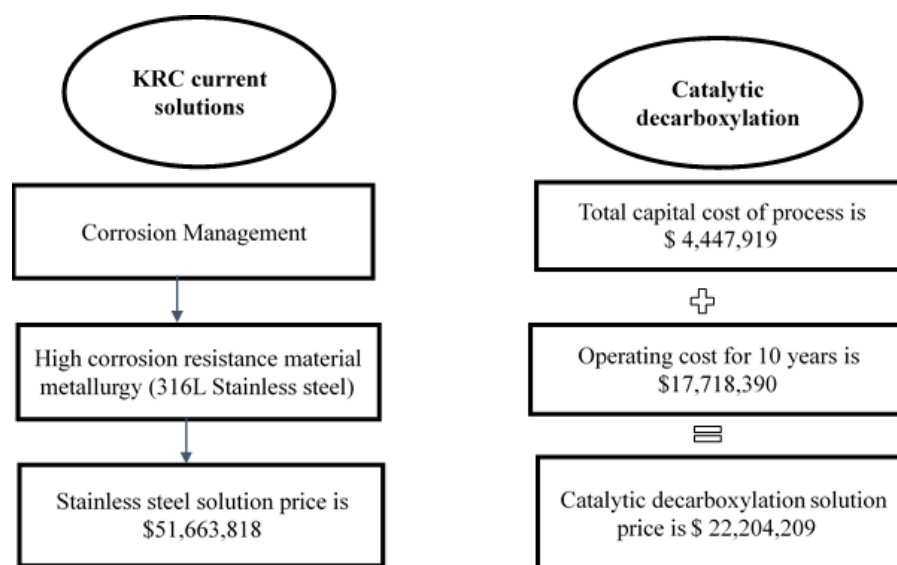 KRC current
solutions
Corrosion Management
High corrosion resistance material
metallurgy (316L Stainless steel)
Stainless steel solution price is
$51,663,818
Catalytic
decarboxylation
Total capital cost of process is
$ 4,447,919
Operating cost for 10 years is
$17,718,390
Catalytic decarboxylation solution
price is $ 22,204,209